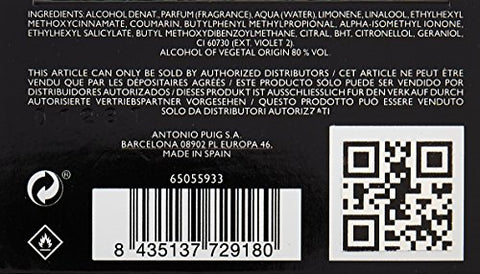 INGREDIENTS: ALCOHOL DENAT., PARFUM (FRAGRANCE), AQUA (WATER), LIMONENE, LINALOOL, ETHYLHEXYL
METHOXYCINNAMATE, COUMARIN, BUTYLPHENYL METHYLPROPIONAL, ALPHA-ISOMETHYL IONONE,
ETHYLHEXYL SALICYLATE, BUTYL METHOXYDIBENZOYLMETHANE, CITRAL, BHT, CITRONELLOL, GERANIOL,
CI 60730 (EXT. VIOLET 2).
ALCOHOL OF VEGETAL ORIGIN 80 % VOL.
THIS ARTICLE CAN ONLY BE SOLD BY AUTHORIZED DISTRIBUTORS / CET ARTICLE NE PEUT ÊTRE
VENDU QUE PAR LES DÉPOSITAIRES AGRÉÉS / ESTE PRODUCTO SÓLO PUEDE SER VENDIDO POR
DISTRIBUIDORES AUTORIZADOS / DIESES PRODUKT IST AUSSCHLIESSLICH FÜR DEN VERKAUF DURCH
AUTORISIERTE VERTRIEBSPARTNER VORGESEHEN / QUESTO PRODOTTO PUÒ ESSERE VENDUTO
SOLO DA DISTRIBUTORI AUTORIZ7 ATI
ANTONIO PUIG S.A.
BARCELONA 08902 PL EUROPA 46.
MADE IN SPAIN
65055933
8 435137 729180